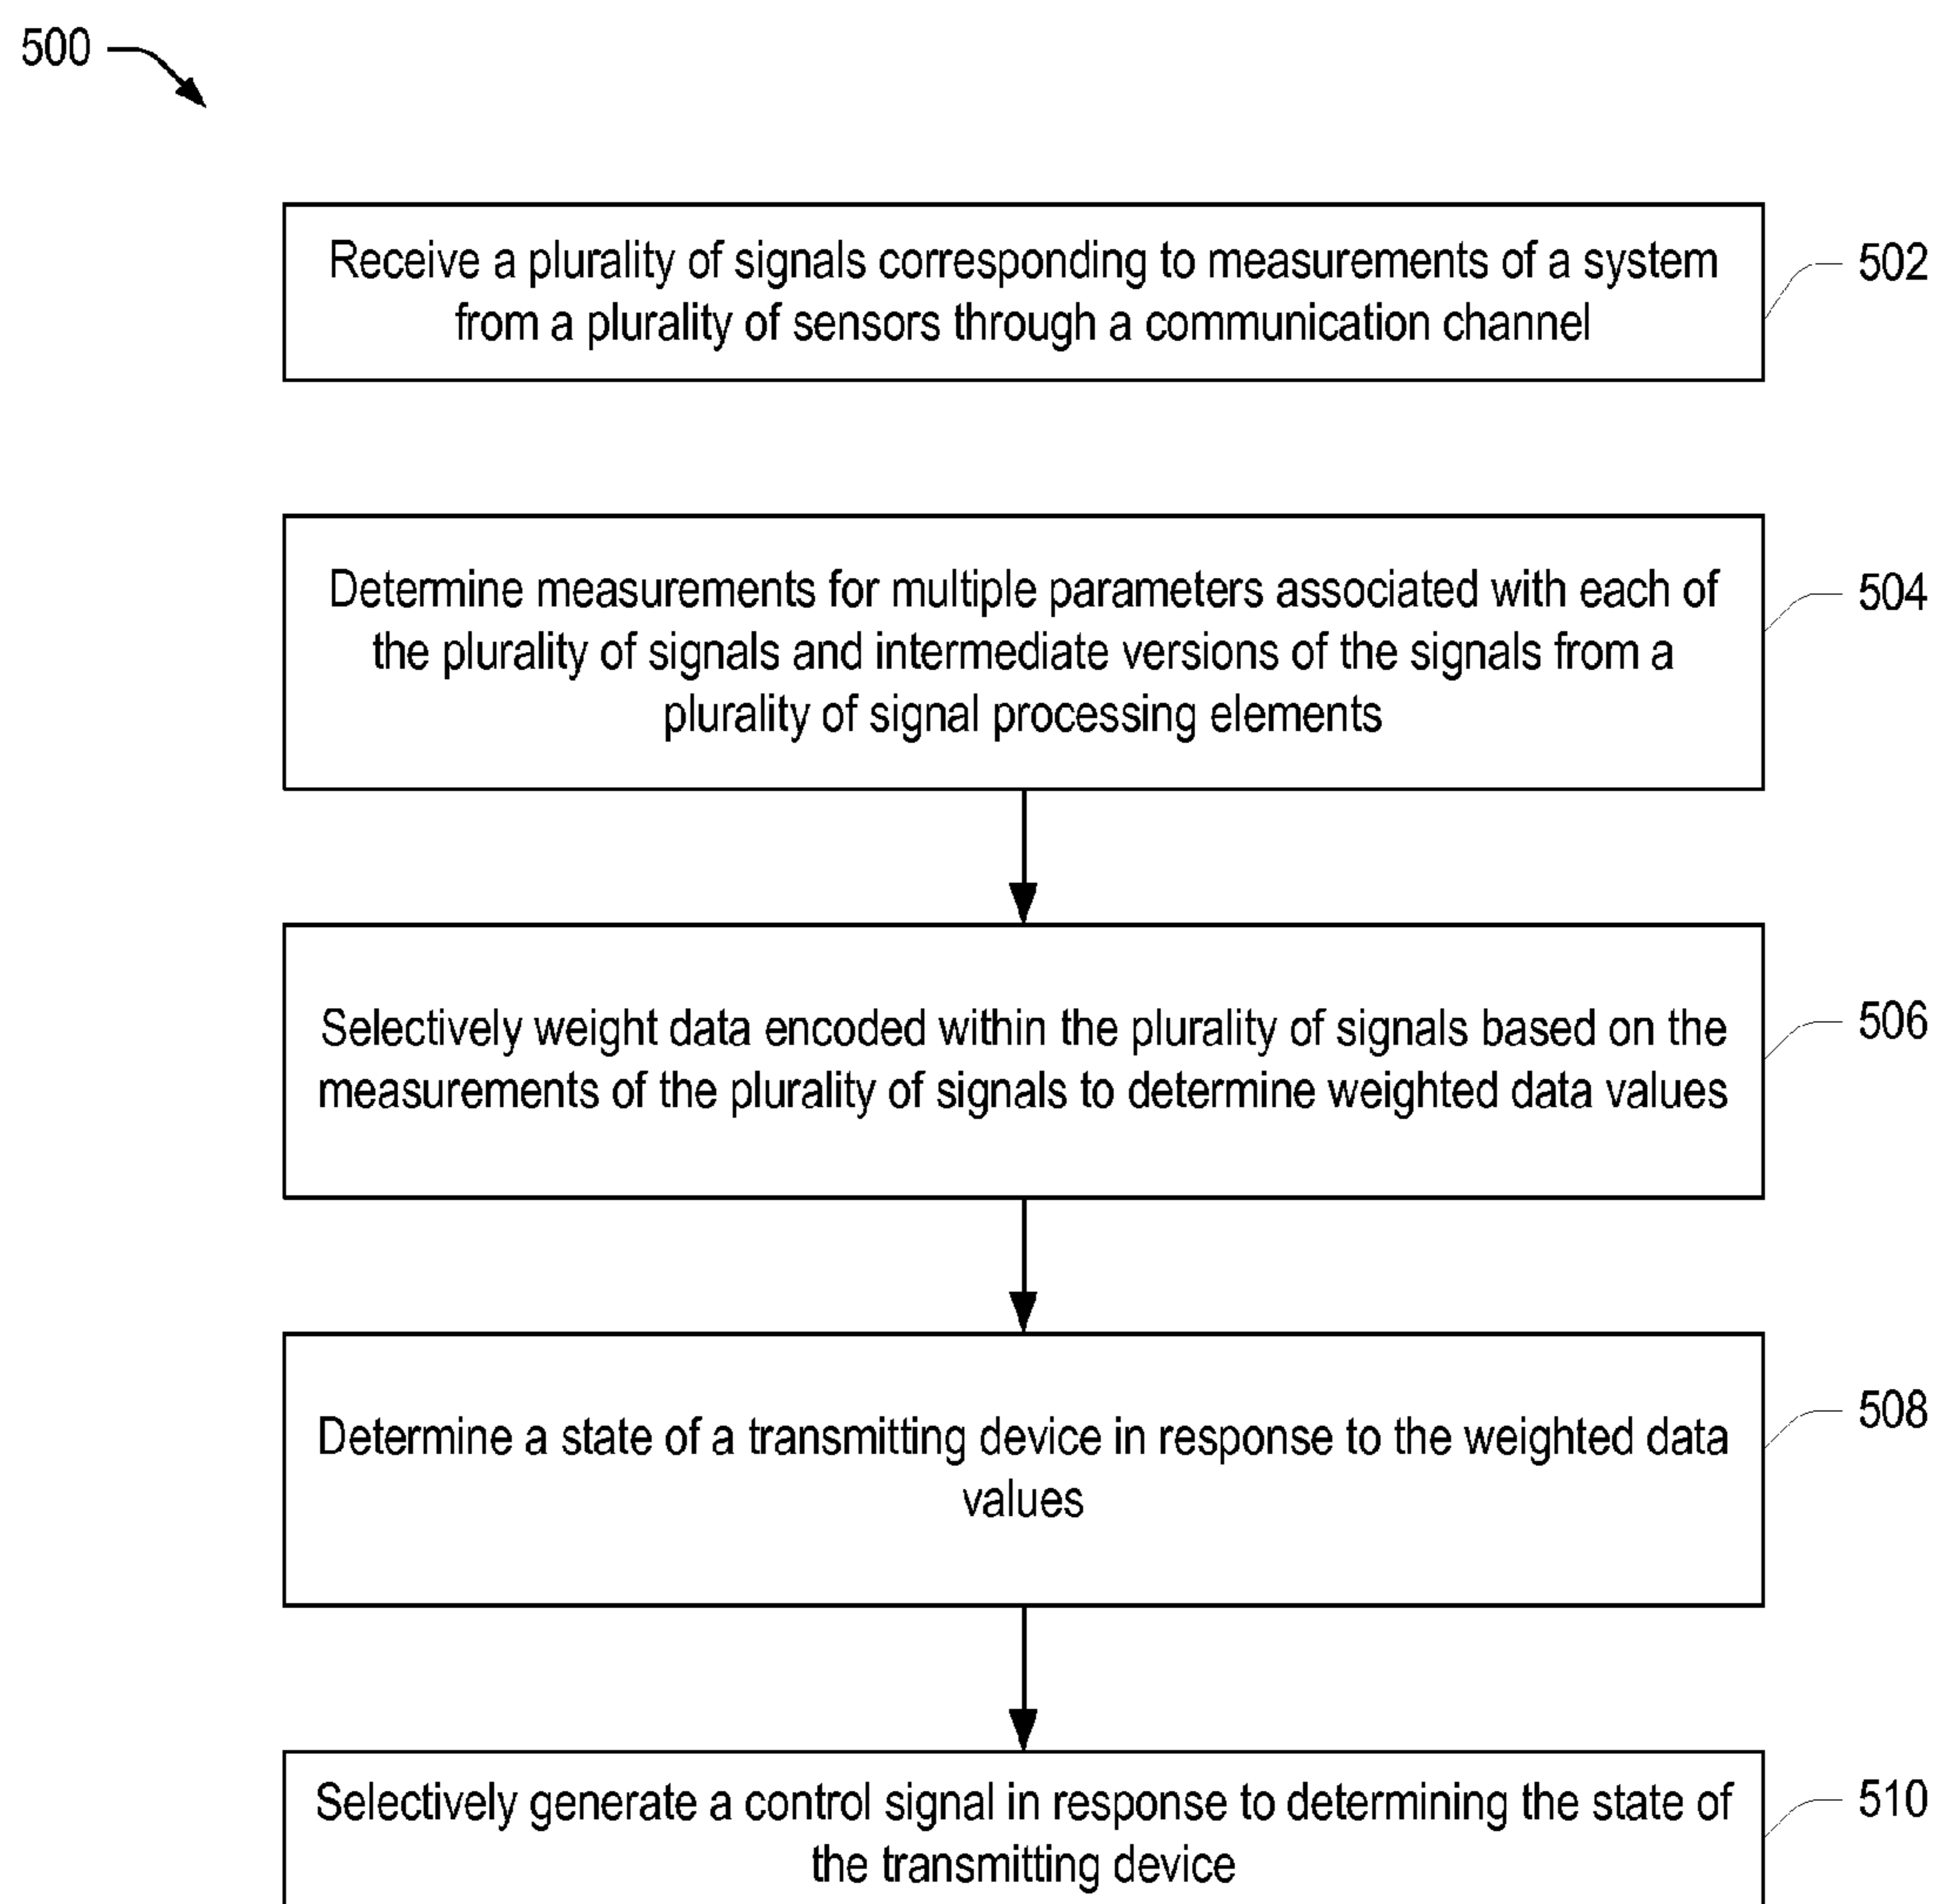 500
Receive a plurality of signals corresponding to measurements of a system
from a plurality of sensors through a communication channel
502
Determine measurements for multiple parameters associated with each of
the plurality of signals and intermediate versions of the signals from a
plurality of signal processing elements
504
Selectively weight data encoded within the plurality of signals based on the
measurements of the plurality of signals to determine weighted data values
506
Determine a state of a transmitting device in response to the weighted data
values
508
Selectively generate a control signal in response to determining the state of
the transmitting device
510